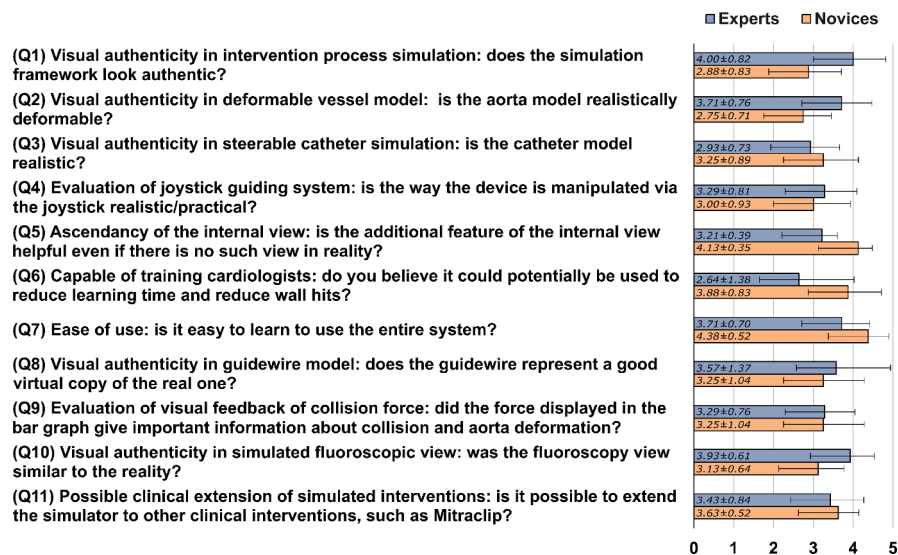 Experts Novices
(Q1) Visual authenticity in intervention process simulation: does the simulation
framework look authentic?
4.00±0.82
2.88±0.83
(Q2) Visual authenticity in deformable vessel model: is the aorta model realistically
deformable?
3.71±0.76
2.75±0.71
(Q3) Visual authenticity in steerable catheter simulation: is the catheter model
realistic?
2.93±0.73
3.25±0.89
(Q4) Evaluation of joystick guiding system: is the way the device is manipulated via
the joystick realistic/practical?
3.29±0.81
3.00±0.93
(Q5) Ascendancy of the internal view: is the additional feature of the internal view
helpful even if there is no such view in reality?
3.21±0.39
4.13±0.35
(Q6) Capable of training cardiologists: do you believe it could potentially be used to
reduce learning time and reduce wall hits?
2.64±1.38
3.88±0.83
(Q7) Ease of use: is it easy to learn to use the entire system?
3.71±0.70
4.38±0.52
(Q8) Visual authenticity in guidewire model: does the guidewire represent a good
virtual copy of the real one?
3.57±1.37
3.25±1.04
(Q9) Evaluation of visual feedback of collision force: did the force displayed in the
bar graph give important information about collision and aorta deformation?
3.29±0.76
3.25±1.04
(Q10) Visual authenticity in simulated fluoroscopic view: was the fluoroscopy view
similar to the reality?
3.93±0.61
3.13±0.64
(Q11) Possible clinical extension of simulated interventions: is it possible to extend
the simulator to other clinical interventions, such as Mitraclip?
3.43±0.84
3.63±0.52
0 1 2 3 4 5